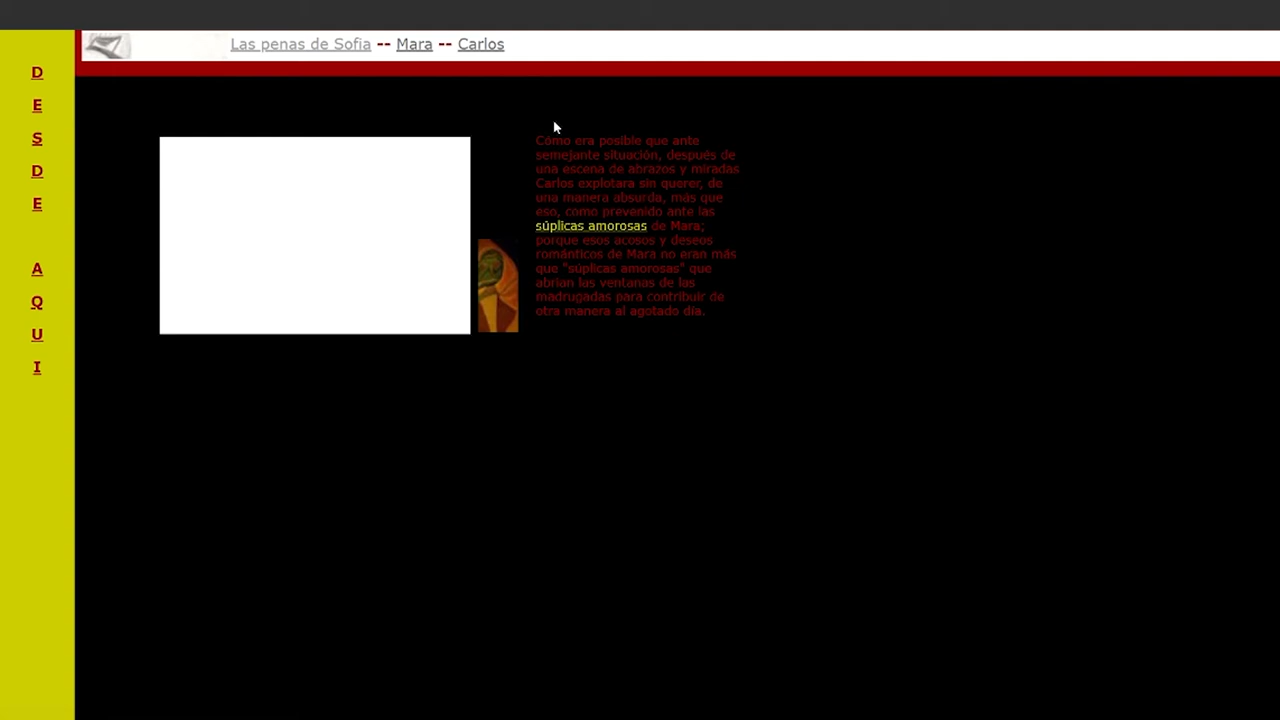 Las penas de Sofia -- Mara -- Carlos
D
E
S
D
E
A
Q
U
I
Cómo era posible que ante
semejante situación, después de
una escena de abrazos y miradas
Carlos explotara sin querer, de
una manera absurda, más que
eso, como prevenido ante las
súplicas amorosas de Mara;
porque esos acosos y deseos
románticos de Mara no eran más
que "súplicas amorosas" que
abrían las ventanas de las
madrugadas para contribuir de
otra manera al agotado día.